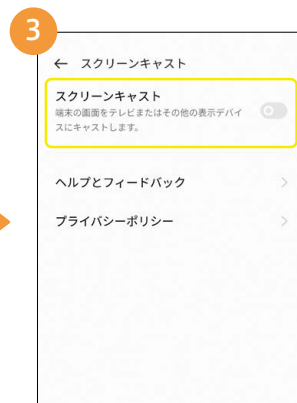 3
← スクリーンキャスト
スクリーンキャスト
端末の画面をテレビまたはその他の表示デバイ
スにキャストします。
ヘルプとフィードバック
プライバシーポリシー